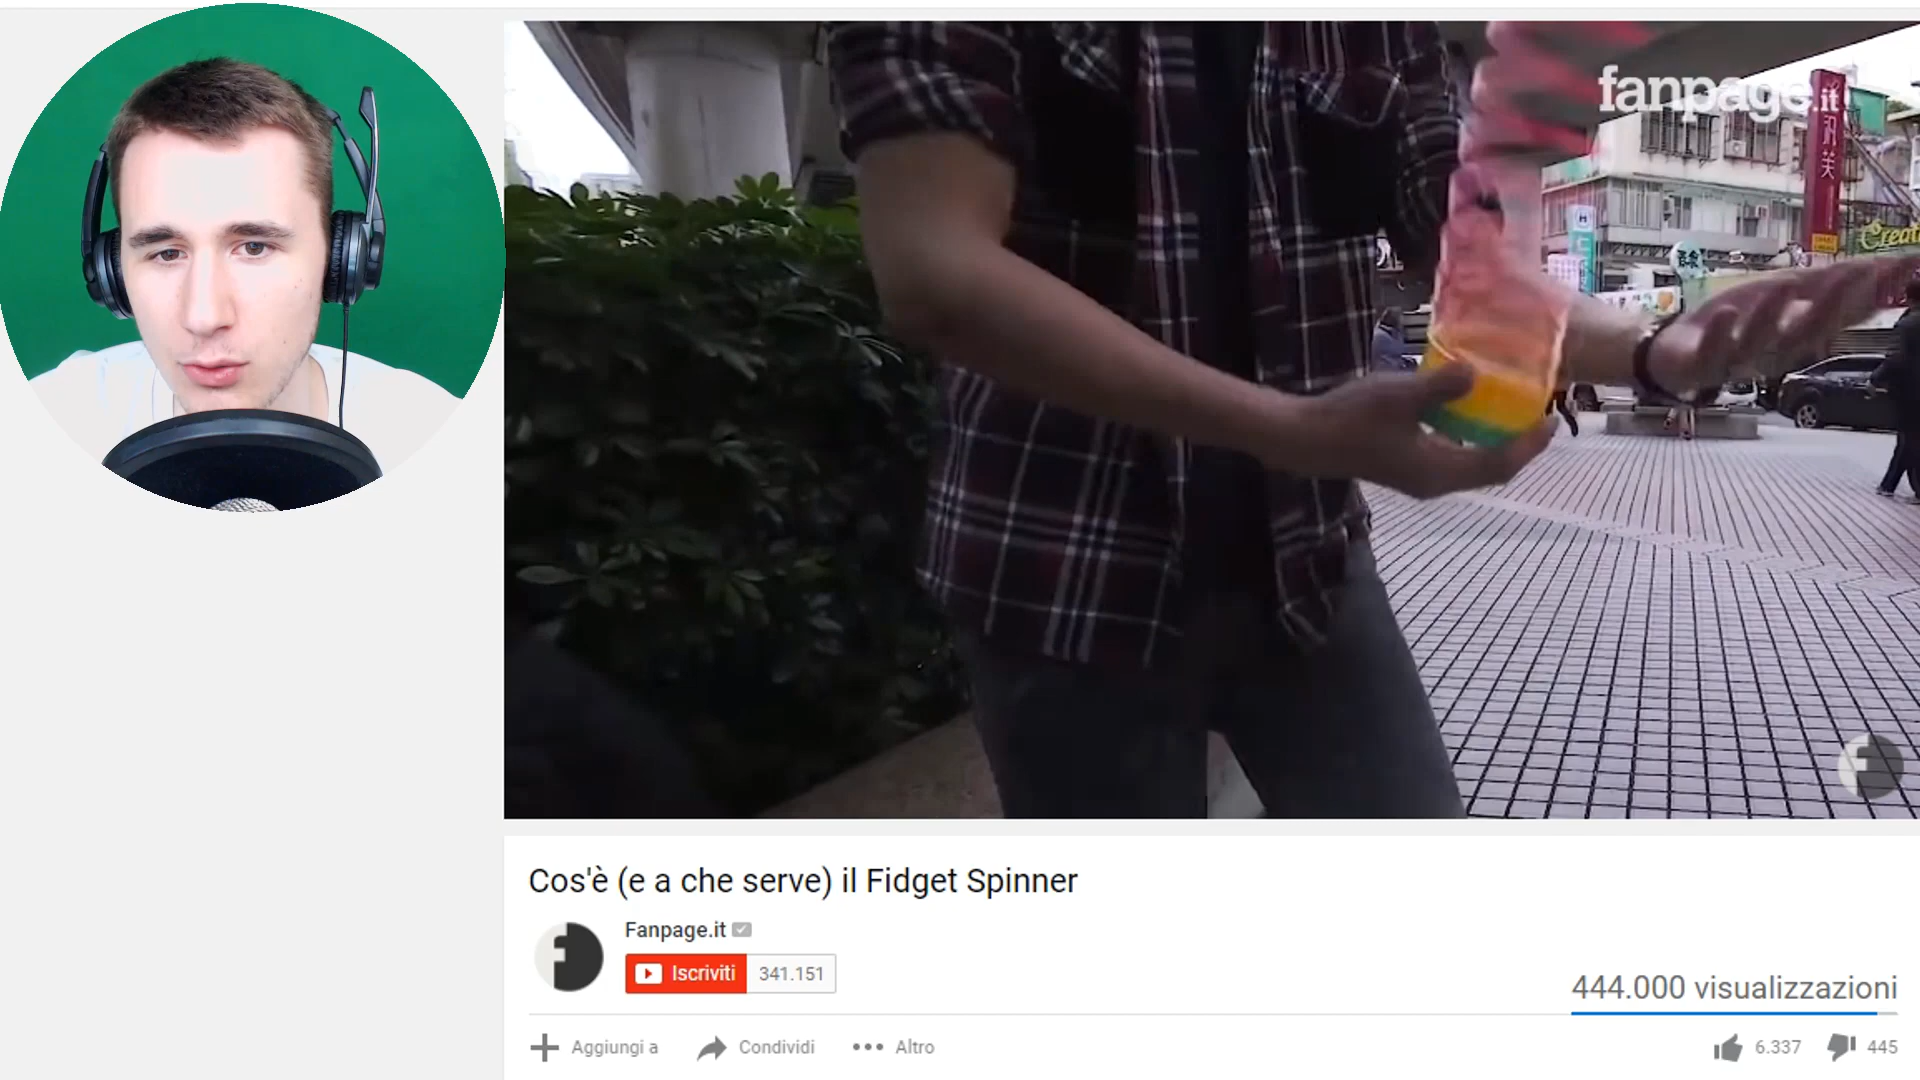 fanpage.it
Creati
Cos'è (e a che serve) il Fidget Spinner
Fanpage.it
Iscriviti 341.151
444.000 visualizzazioni
Aggiungi a Condividi Altro 6.337 445